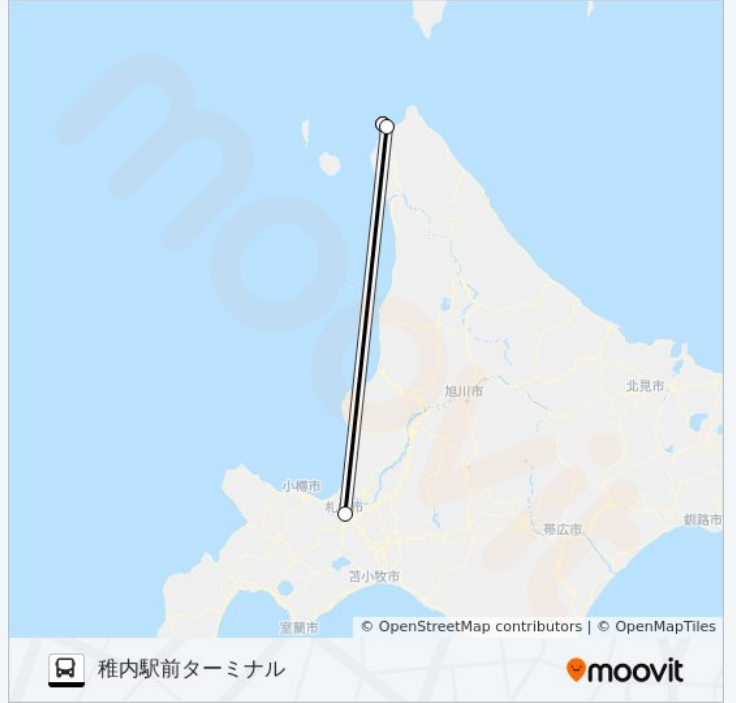 moovit
旭川市
北見市
小樽市
札幌市
釧路市
帯広市
苫小牧市
室蘭市
© OpenStreetMap contributors | © OpenMapTiles
稚内駅前ターミナル
moovit